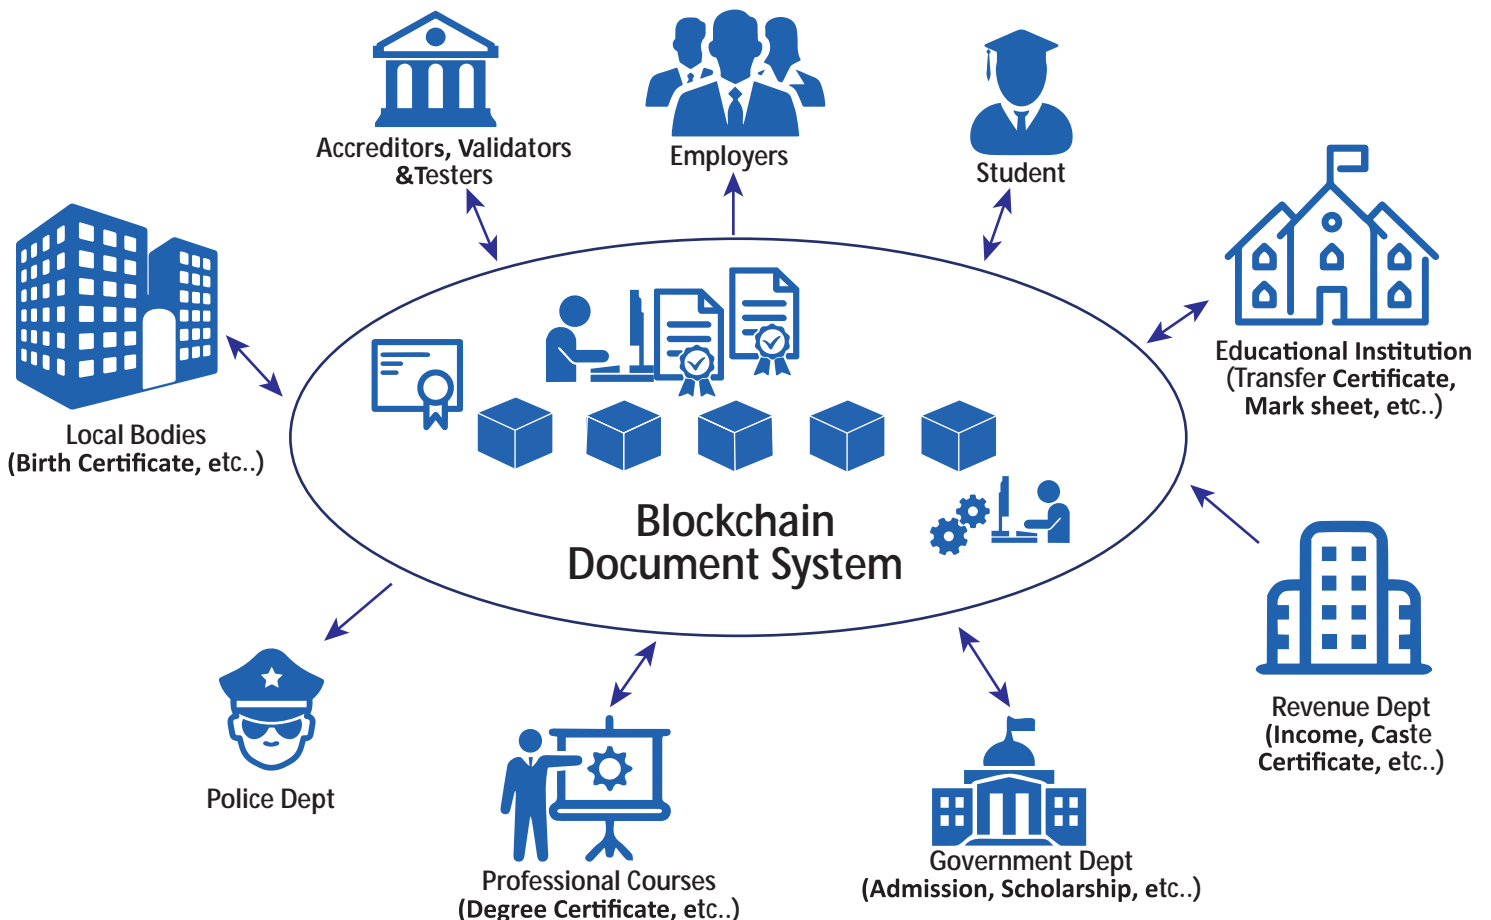 Accreditors, Validators
&Testers
Employers
Student
Educational Institution
(Transfer Certificate,
Mark sheet, etc..)
Local Bodies
(Birth Certificate, etc..)
Blockchain
Document System
Revenue Dept
(Income, Caste
Certificate, etc..)
Police Dept
Professional Courses
(Degree Certificate, etc..)
Government Dept
(Admission, Scholarship, etc..)